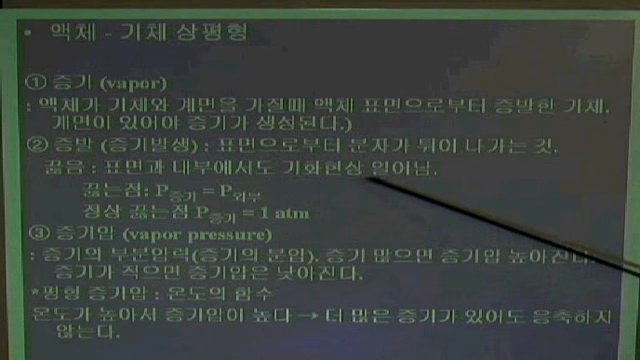 • 액체 - 기체 상평형
① 증기 (vapor)
: 액체가 기체와 계면을 가질때 액체 표면으로부터 증발한 기체.
계면이 있어야 증기가 생성된다.)
② 증발 (증기발생) : 표면으로부터 분자가 튀어 나가는 것.
끓음 : 표면과 내부에서도 기화현상 일어남.
끓는점: P증기 = P외부
정상 끓는점 P증기 = 1 atm
③ 증기압 (vapor pressure)
: 증기의 부분압력(증기의 분압). 증기 많으면 증기압 높아진다.
증기가 적으면 증기압은 낮아진다.
*평형 증기압 : 온도의 함수
온도가 높아서 증기압이 높다 → 더 많은 증기가 있어도 응축하지
않는다.